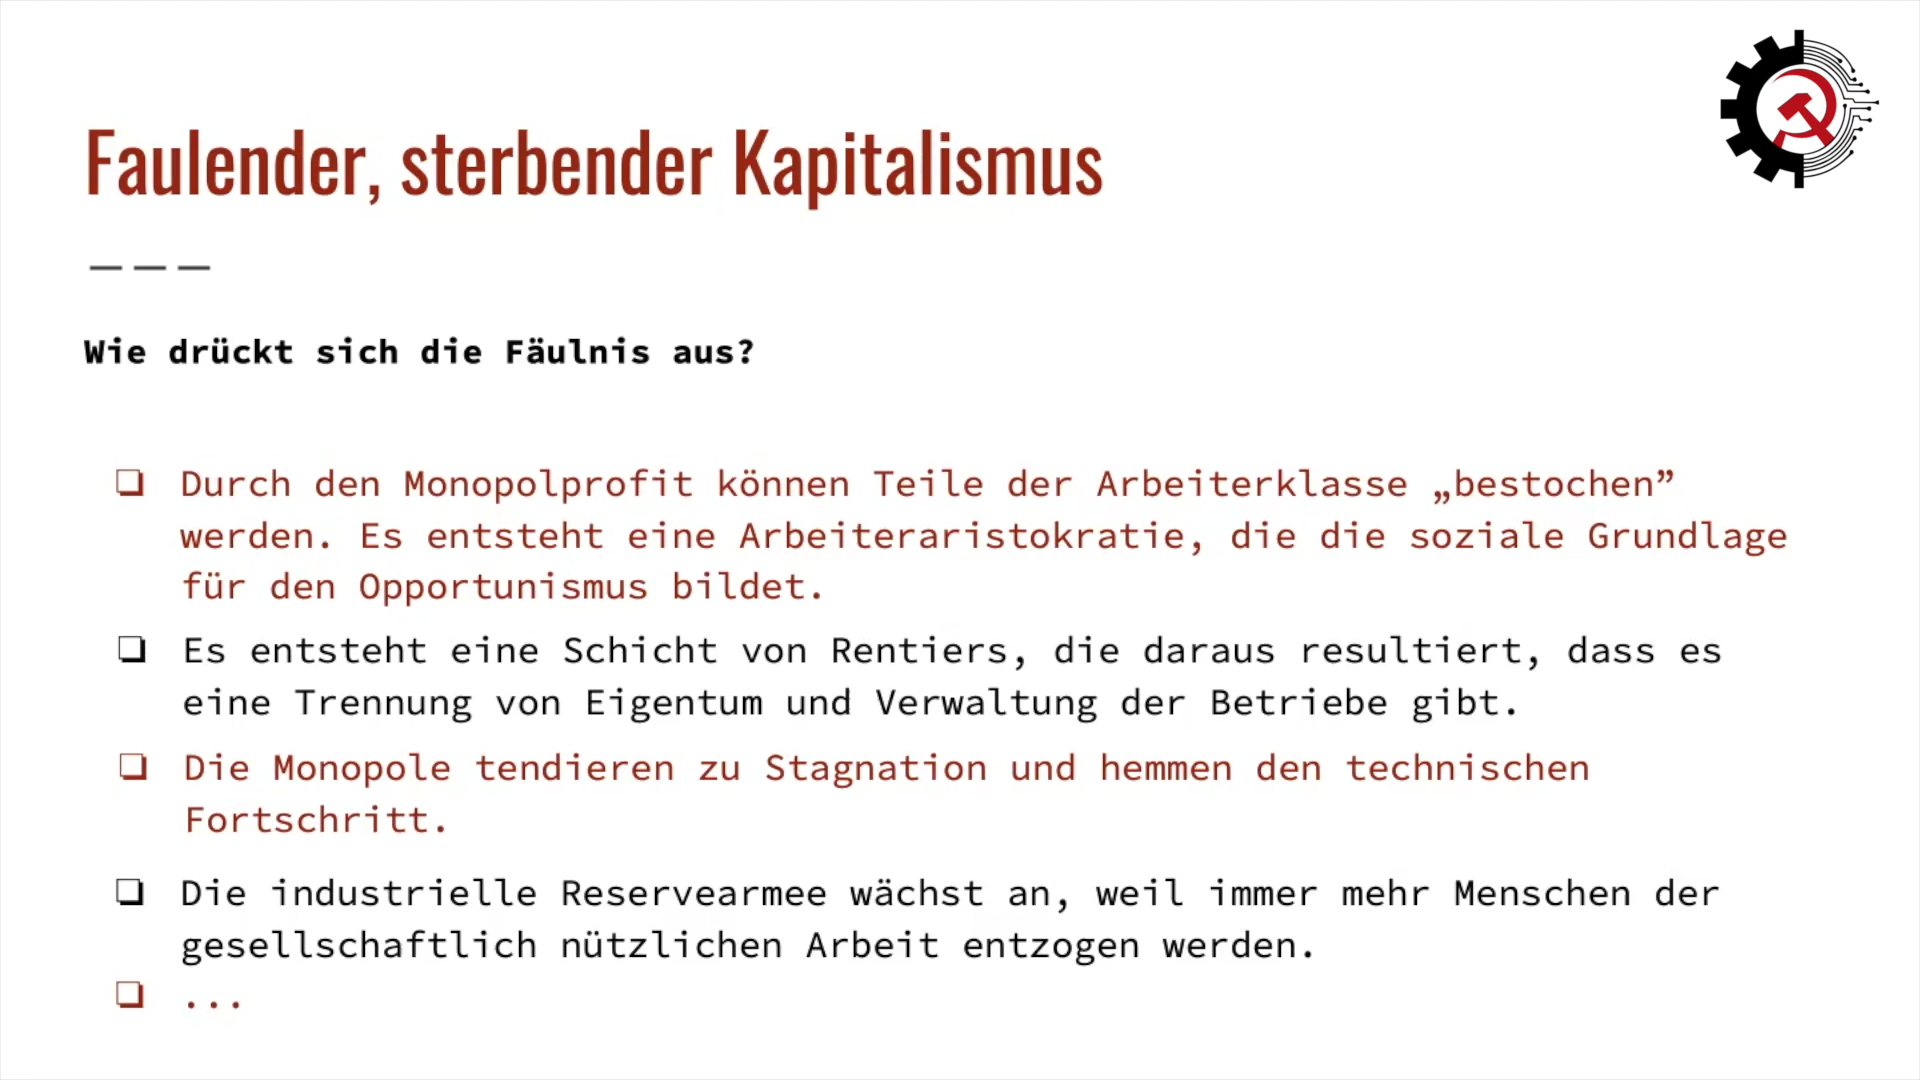 Faulender, sterbender Kapitalismus
Wie drückt sich die Fäulnis aus?
❏ Durch den Monopolprofit können Teile der Arbeiterklasse „bestochen”
werden. Es entsteht eine Arbeiteraristokratie, die die soziale Grundlage
für den Opportunismus bildet.
❏ Es entsteht eine Schicht von Rentiers, die daraus resultiert, dass es
eine Trennung von Eigentum und Verwaltung der Betriebe gibt.
❏ Die Monopole tendieren zu Stagnation und hemmen den technischen
Fortschritt.
❏ Die industrielle Reservearmee wächst an, weil immer mehr Menschen der
gesellschaftlich nützlichen Arbeit entzogen werden.
❏ ...